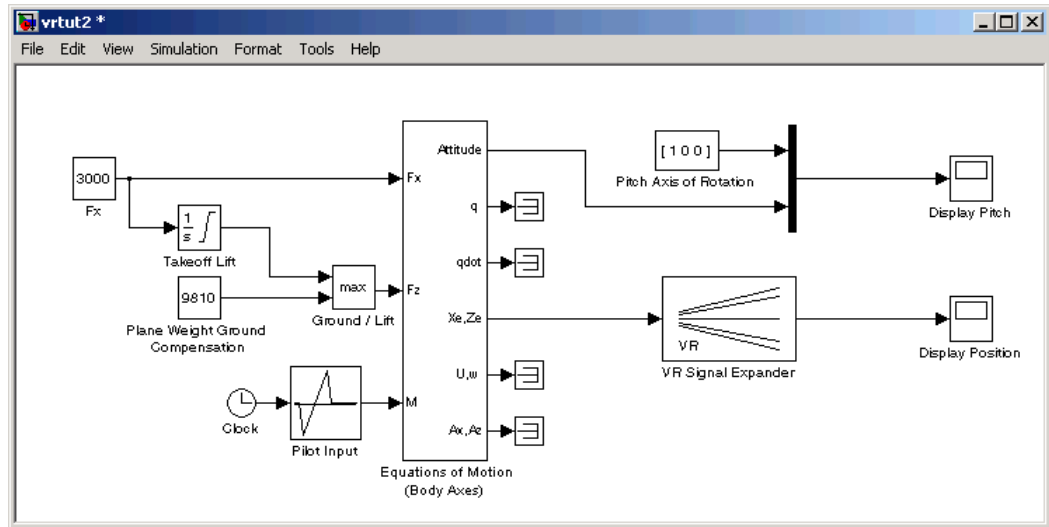 vrtut2 *
File Edit View Simulation Format Tools Help
3000
Fx
1
s
Takeoff Lift
9810
Plane Weight Ground
Compensation
max
Ground / Lift
Clock
Pilot Input
Fx
Fz
M
Attitude
q
qdot
Xe,Ze
U,w
Ax,Az
Equations of Motion
(Body Axes)
[ 1 0 0 ]
Pitch Axis of Rotation
VR
VR Signal Expander
Display Pitch
Display Position